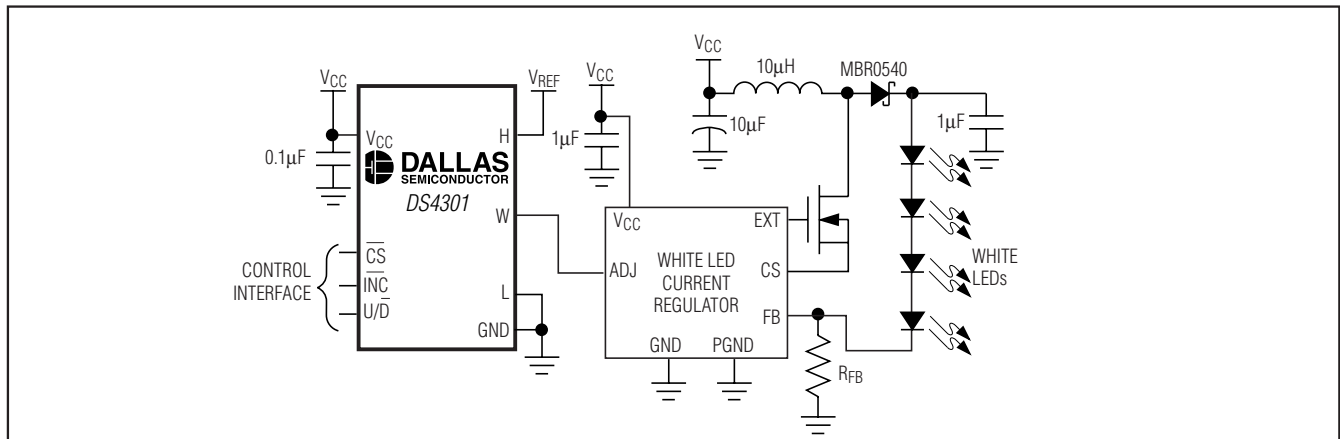 VCC
VCC
0.1µF
DALLAS
SEMICONDUCTOR
DS4301
H
VREF
W
L
GND
CONTROL
INTERFACE
CS
INC
U/D
VCC
1µF
VCC
10µF
10µH
MBR0540
1µF
VCC
EXT
ADJ
WHITE LED
CURRENT
REGULATOR
CS
FB
GND
PGND
RFB
WHITE
LEDs